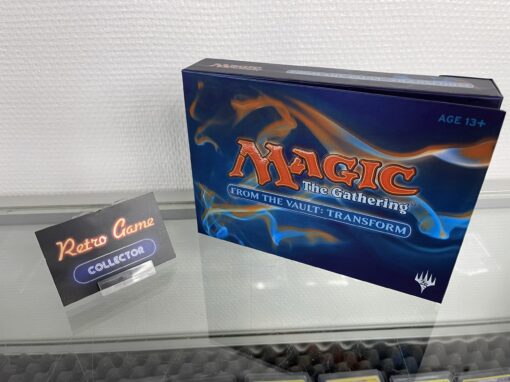 AGE 13+
MAGIC
The Gathering
FROM THE VAULT: TRANSFORM
Retro Game
COLLECTOR